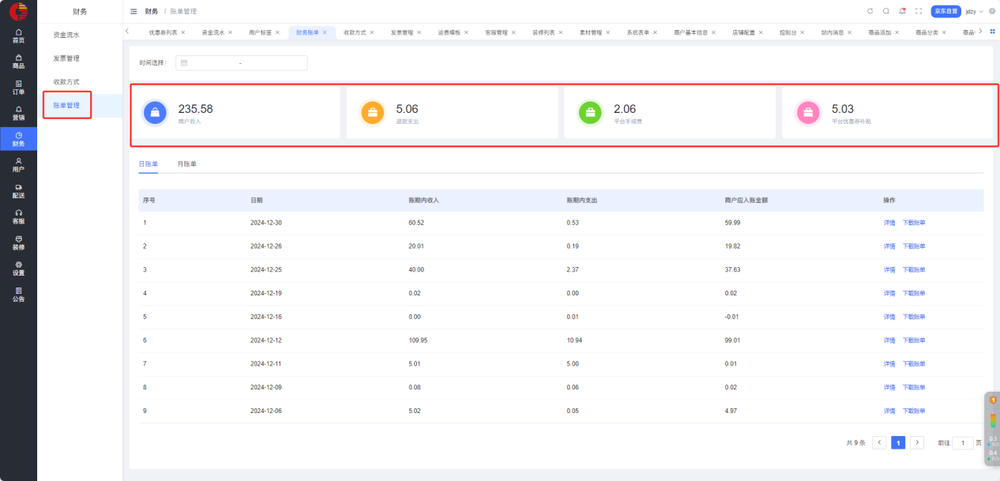 财务
财务 / 账单管理
京东自营 jdzy
首页
商品
订单
营销
财务
用户
配送
客服
装修
设置
公告
资金流水
发票管理
收款方式
账单管理
优惠券列表 × 资金流水 × 用户标签 × 财务账单 × 收款方式 × 发票管理 × 运费模板 × 客服管理 × 装修列表 × 素材管理 × 系统表单 × 商户基本信息 × 店铺配置 × 控制台 × 站内消息 × 商品添加 × 商品分类 × 商品
时间选择: -
235.58
商户收入
5.06
退款支出
2.06
平台手续费
5.03
平台优惠券补贴
日账单 月账单
序号 日期 账期内收入 账期内支出 商户应入账金额 操作
1 2024-12-30 60.52 0.53 59.99 详情 下载账单
2 2024-12-26 20.01 0.19 19.82 详情 下载账单
3 2024-12-25 40.00 2.37 37.63 详情 下载账单
4 2024-12-19 0.02 0.00 0.02 详情 下载账单
5 2024-12-16 0.00 0.01 -0.01 详情 下载账单
6 2024-12-12 109.95 10.94 99.01 详情 下载账单
7 2024-12-11 5.01 5.00 0.01 详情 下载账单
8 2024-12-09 0.08 0.06 0.02 详情 下载账单
9 2024-12-06 5.02 0.05 4.97 详情 下载账单
共 9 条 1 前往 1 页
1
0.3
0.4